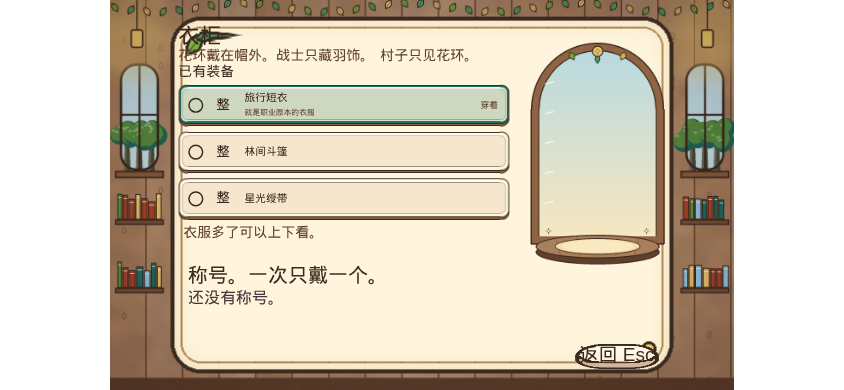 衣柜
花环戴在帽外。战士只藏羽饰。 村子只见花环。
已有装备
整 旅行短衣 穿着
就是职业原本的衣服
整 林间斗篷
整 星光绶带
衣服多了可以上下看。
称号。一次只戴一个。
还没有称号。
返回 Esc